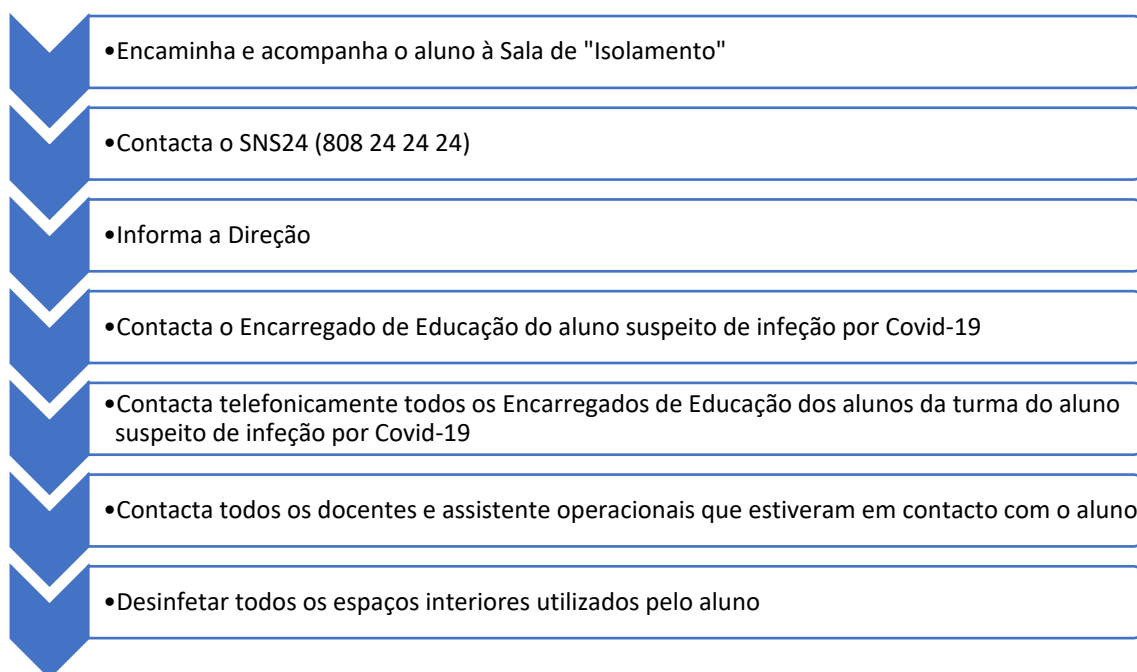 •Encaminha e acompanha o aluno à Sala de "Isolamento"
•Contacta o SNS24 (808 24 24 24)
•Informa a Direção
•Contacta o Encarregado de Educação do aluno suspeito de infeção por Covid-19
•Contacta telefonicamente todos os Encarregados de Educação dos alunos da turma do aluno
suspeito de infeção por Covid-19
•Contacta todos os docentes e assistente operacionais que estiveram em contacto com o aluno
•Desinfetar todos os espaços interiores utilizados pelo aluno